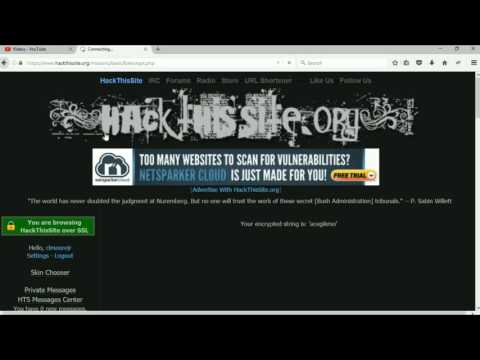 Videos - YouTube
Connecting...
https://www.hackthissite.org/missions/basic/6/encrypt.php
Search
HackThisSite IRC Forums Radio Store URL Shortener Like Us Follow Us
HackThisSite.org
TOO MANY WEBSITES TO SCAN FOR VULNERABILITIES?
netsparkercloud
NETSPARKER CLOUD IS JUST MADE FOR YOU!
FREE TRIAL
[Advertise With HackThisSite.org]
"The world has never doubted the judgment at Nuremberg. But no one will trust the work of these secret [Bush Administration] tribunals." -- P. Sabin Willett
You are browsing
HackThisSite over SSL
Your encrypted string is:
Hello,
Settings - Logout
Skin Chooser
Private Messages
HTS Messages Center
You have 0 new messages.